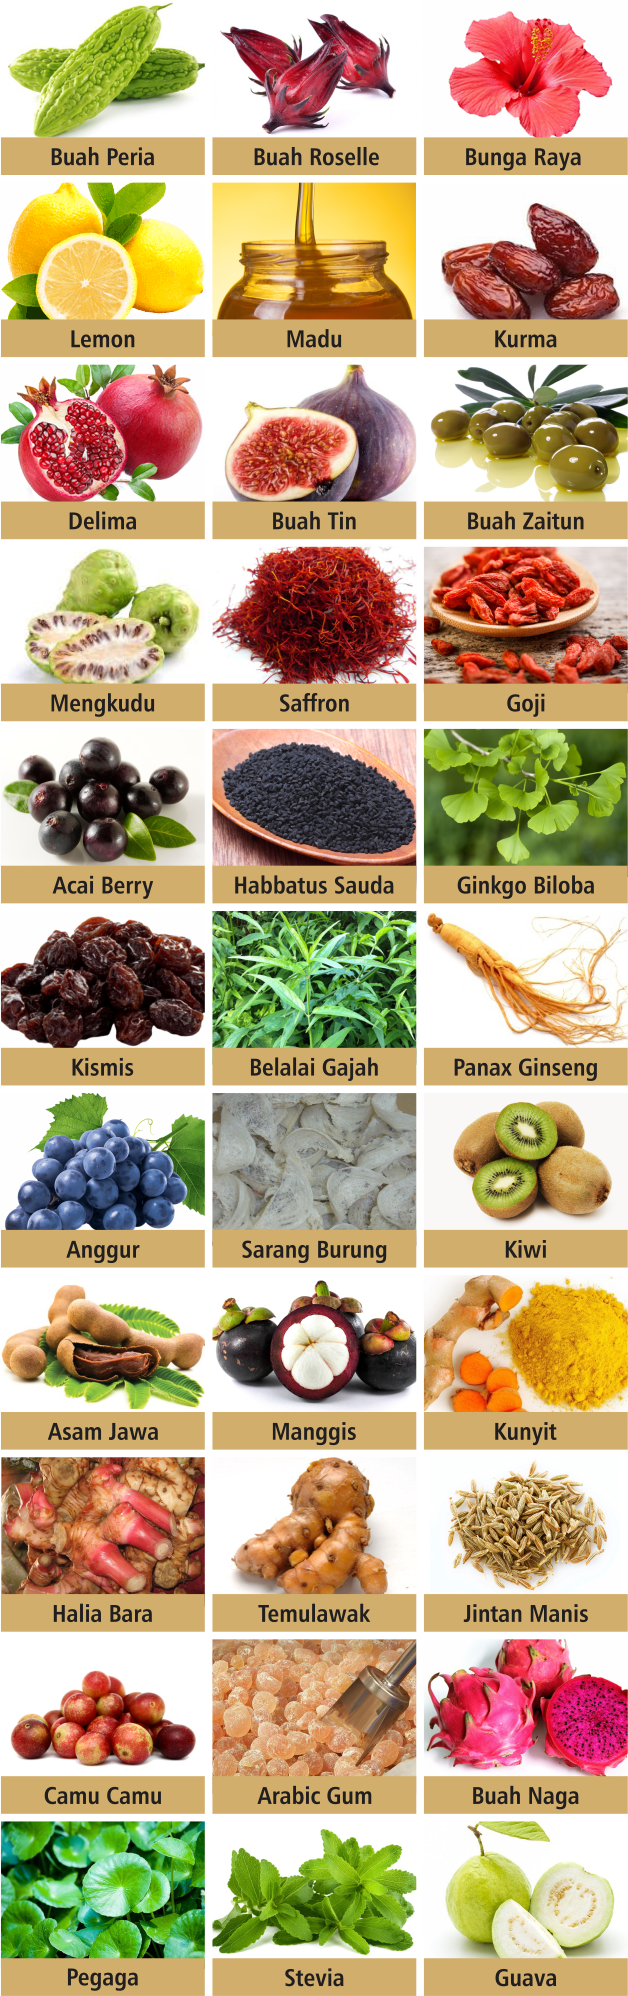 Buah Peria
Buah Roselle
Bunga Raya
Lemon
Madu
Kurma
Delima
Buah Tin
Buah Zaitun
Mengkudu
Saffron
Goji
Acai Berry
Habbatus Sauda
Ginkgo Biloba
Kismis
Belalai Gajah
Panax Ginseng
Anggur
Sarang Burung
Kiwi
Asam Jawa
Manggis
Kunyit
Halia Bara
Temulawak
Jintan Manis
Camu Camu
Arabic Gum
Buah Naga
Pegaga
Stevia
Guava